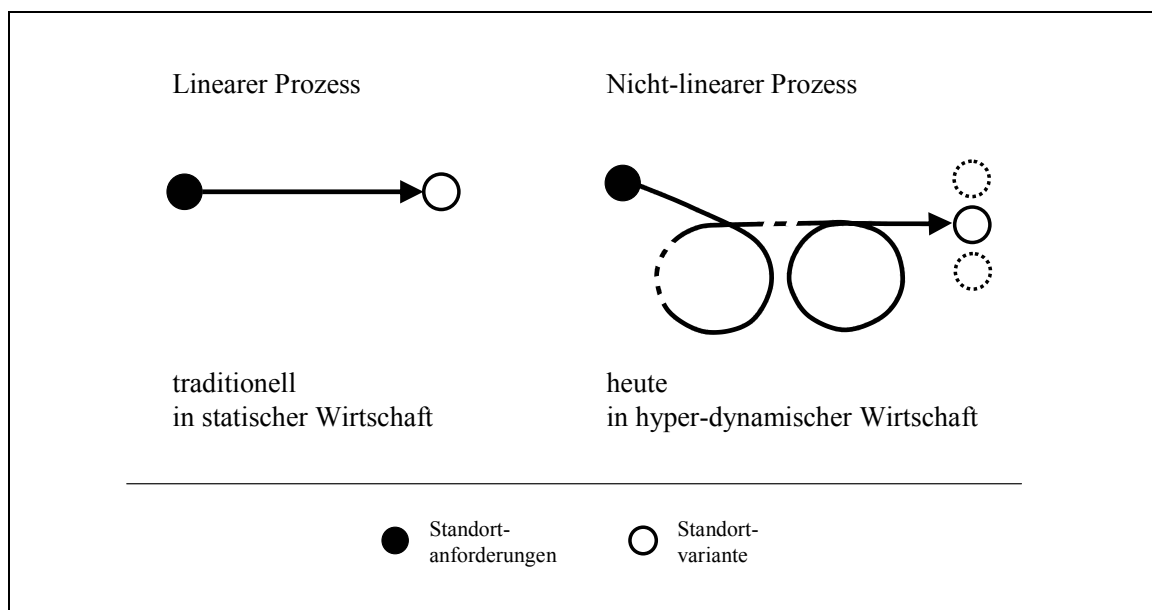 Linearer Prozess
Nicht-linearer Prozess
traditionell
in statischer Wirtschaft
heute
in hyper-dynamischer Wirtschaft
Standort-
anforderungen
Standort-
variante